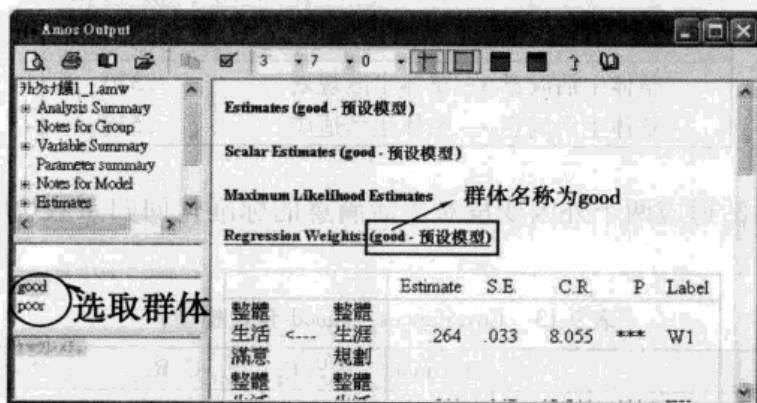 Amos Output
3 7 0
1_1.amw
Analysis Summary
Notes for Group
Variable Summary
Parameter summary
Notes for Model
Estimates
good
poor
选取群体
Estimates (good - 预设模型)
Scalar Estimates (good - 预设模型)
Maximum Likelihood Estimates
群体名称为good
Regression Weights: (good - 预设模型)
Estimate S.E. C.R. P Label
整體 整體
生活 <--- 生涯 264 .033 8.055 *** W1
滿意 規劃
整體 整體